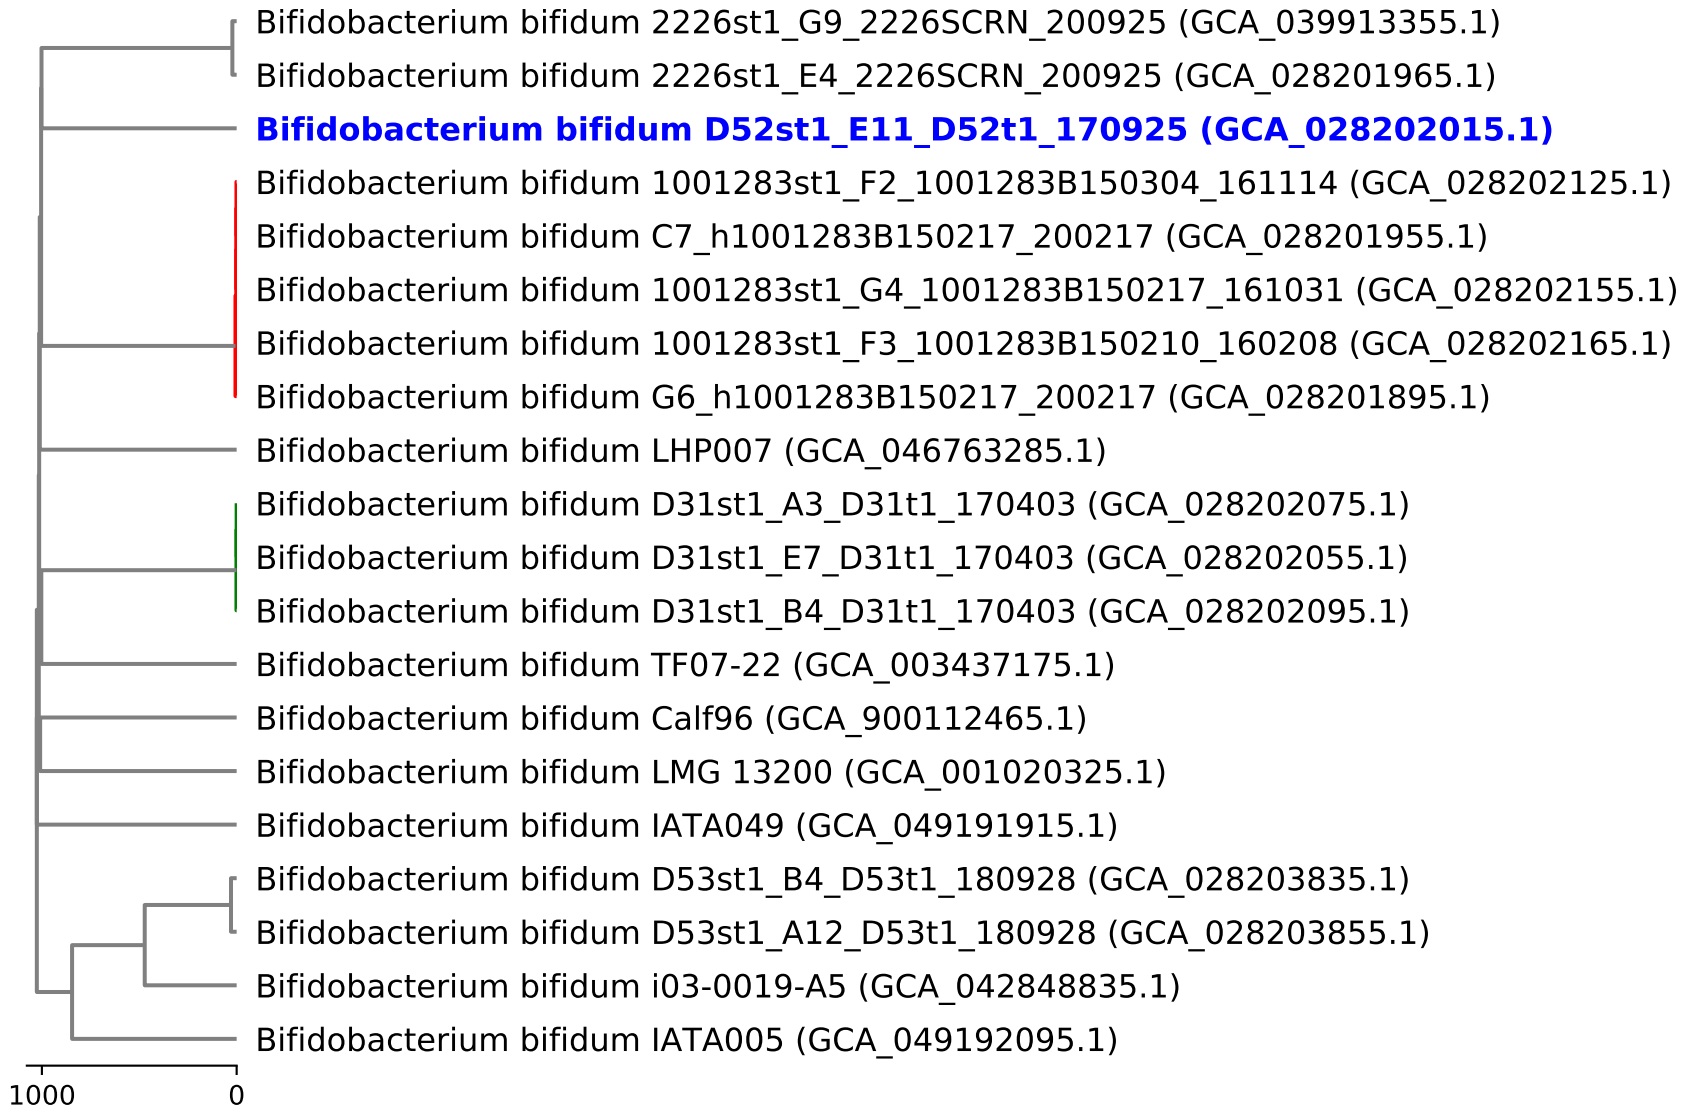 Bifidobacterium bifidum 2226st1_G9_2226SCRN_200925 (GCA_039913355.1)
Bifidobacterium bifidum 2226st1_E4_2226SCRN_200925 (GCA_028201965.1)
Bifidobacterium bifidum D52st1_E11_D52t1_170925 (GCA_028202015.1)
Bifidobacterium bifidum 1001283st1_F2_1001283B150304_161114 (GCA_028202125.1)
Bifidobacterium bifidum C7_h1001283B150217_200217 (GCA_028201955.1)
Bifidobacterium bifidum 1001283st1_G4_1001283B150217_161031 (GCA_028202155.1)
Bifidobacterium bifidum 1001283st1_F3_1001283B150210_160208 (GCA_028202165.1)
Bifidobacterium bifidum G6_h1001283B150217_200217 (GCA_028201895.1)
Bifidobacterium bifidum LHP007 (GCA_046763285.1)
Bifidobacterium bifidum D31st1_A3_D31t1_170403 (GCA_028202075.1)
Bifidobacterium bifidum D31st1_E7_D31t1_170403 (GCA_028202055.1)
Bifidobacterium bifidum D31st1_B4_D31t1_170403 (GCA_028202095.1)
Bifidobacterium bifidum TF07-22 (GCA_003437175.1)
Bifidobacterium bifidum Calf96 (GCA_900112465.1)
Bifidobacterium bifidum LMG 13200 (GCA_001020325.1)
Bifidobacterium bifidum IATA049 (GCA_049191915.1)
Bifidobacterium bifidum D53st1_B4_D53t1_180928 (GCA_028203835.1)
Bifidobacterium bifidum D53st1_A12_D53t1_180928 (GCA_028203855.1)
Bifidobacterium bifidum i03-0019-A5 (GCA_042848835.1)
Bifidobacterium bifidum IATA005 (GCA_049192095.1)
1000 0